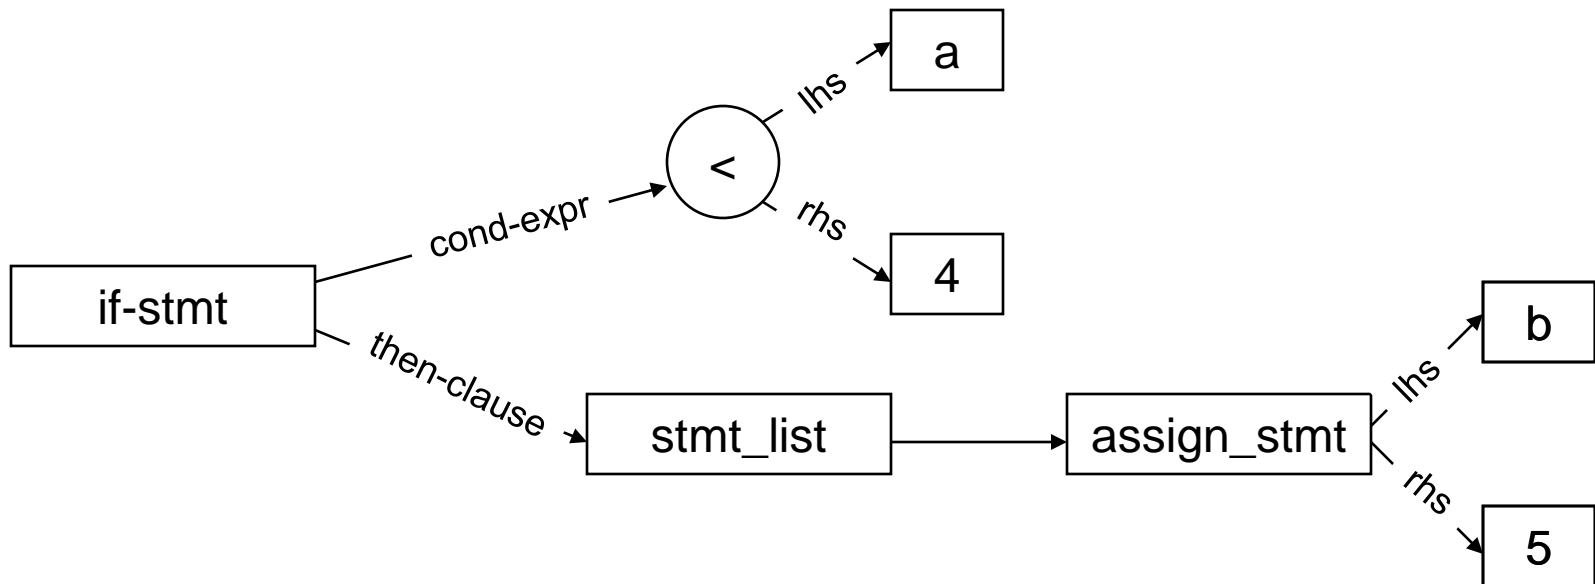 a
lhs
<
cond-expr
rhs
4
if-stmt
then-clause
b
lhs
stmt_list
assign_stmt
rhs
5